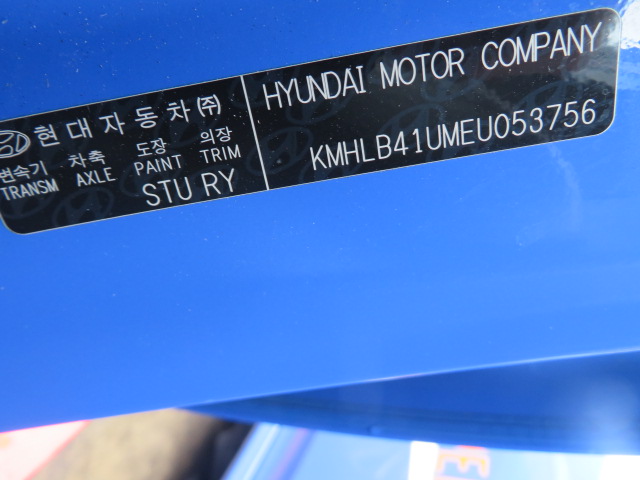 현대자동차㈜
변속기 차축 도장 의장
TRANSM AXLE PAINT TRIM
STU RY
HYUNDAI MOTOR COMPANY
KMHLB41UMEU053756